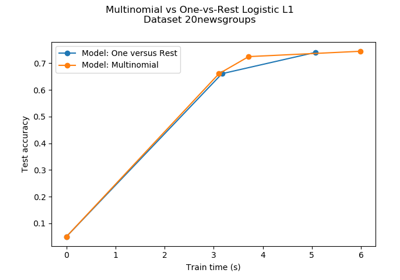 Multinomial vs One-vs-Rest Logistic L1
Dataset 20newsgroups
Model: One versus Rest
Model: Multinomial
Test accuracy
0.7
0.6
0.5
0.4
0.3
0.2
0.1
0 1 2 3 4 5 6
Train time (s)